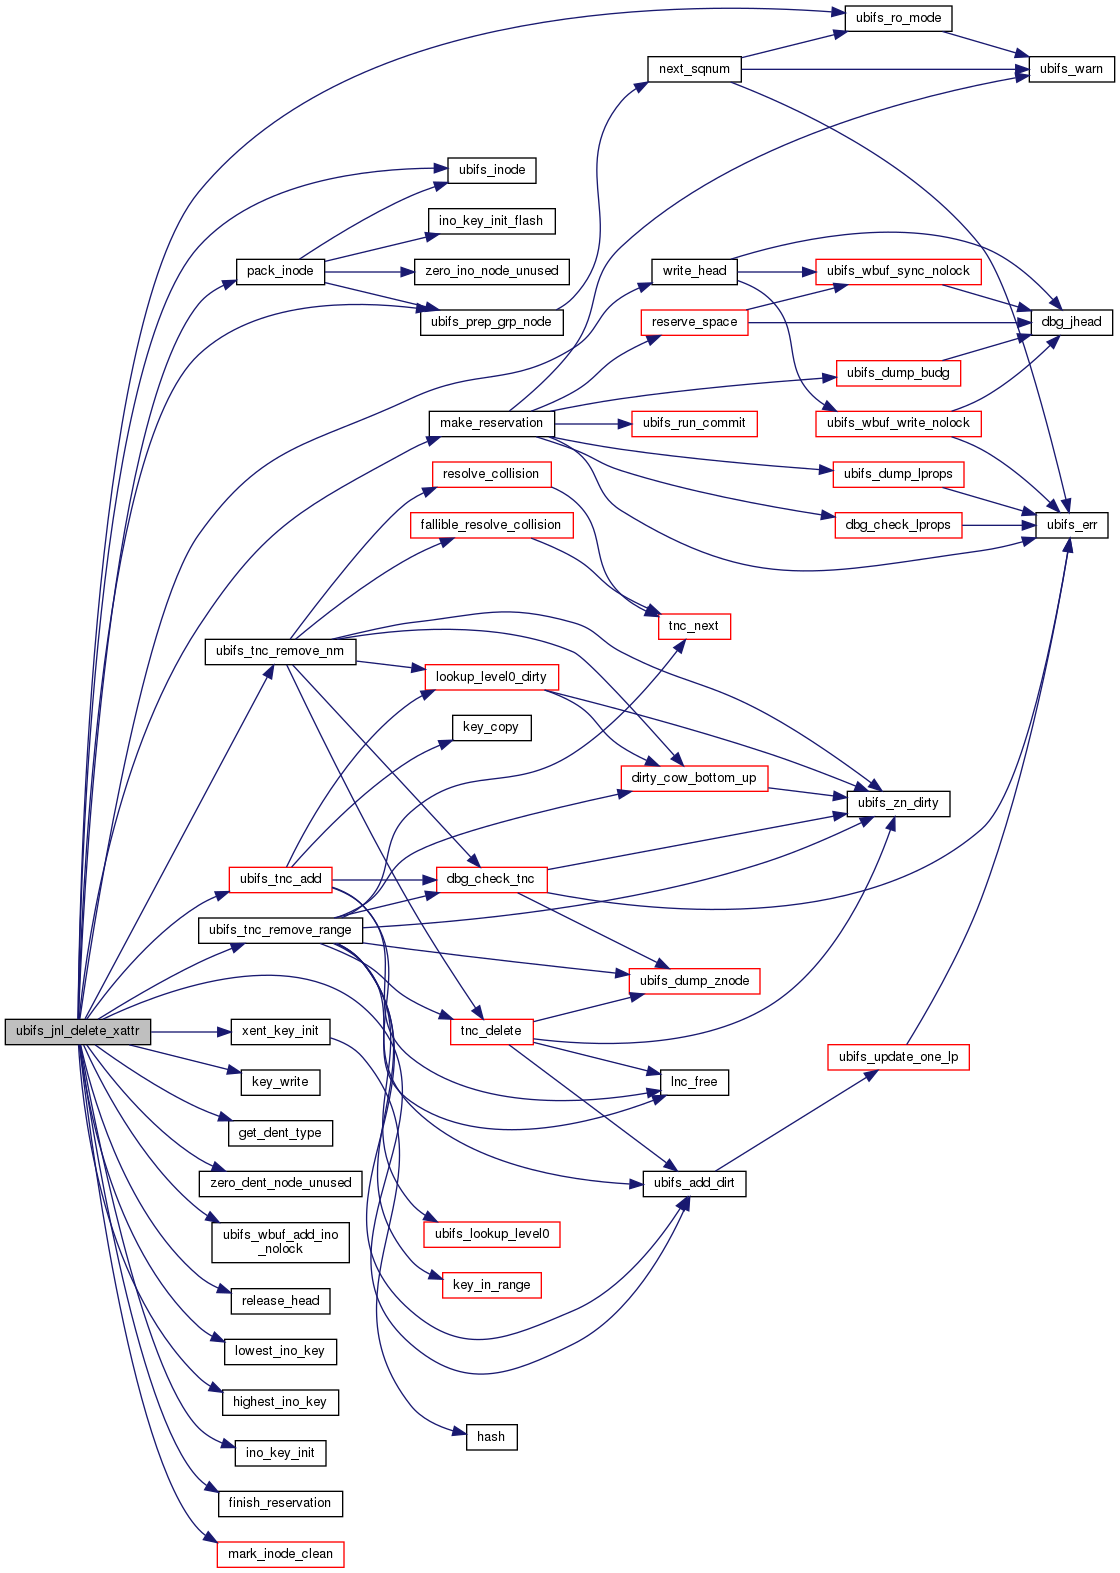 ubifs_ro_mode
next_sqnum
ubifs_warn
ubifs_inode
ino_key_init_flash
pack_inode
zero_ino_node_unused
write_head
ubifs_wbuf_sync_nolock
ubifs_prep_grp_node
reserve_space
dbg_jhead
ubifs_dump_budg
make_reservation
ubifs_run_commit
ubifs_wbuf_write_nolock
resolve_collision
ubifs_dump_lprops
fallible_resolve_collision
dbg_check_lprops
ubifs_err
tnc_next
ubifs_tnc_remove_nm
lookup_level0_dirty
key_copy
dirty_cow_bottom_up
ubifs_zn_dirty
ubifs_tnc_add
dbg_check_tnc
ubifs_tnc_remove_range
ubifs_dump_znode
ubifs_jnl_delete_xattr
xent_key_init
tnc_delete
ubifs_update_one_lp
key_write
lnc_free
get_dent_type
zero_dent_node_unused
ubifs_add_dirt
ubifs_wbuf_add_ino
_nolock
ubifs_lookup_level0
key_in_range
release_head
lowest_ino_key
highest_ino_key
hash
ino_key_init
finish_reservation
mark_inode_clean